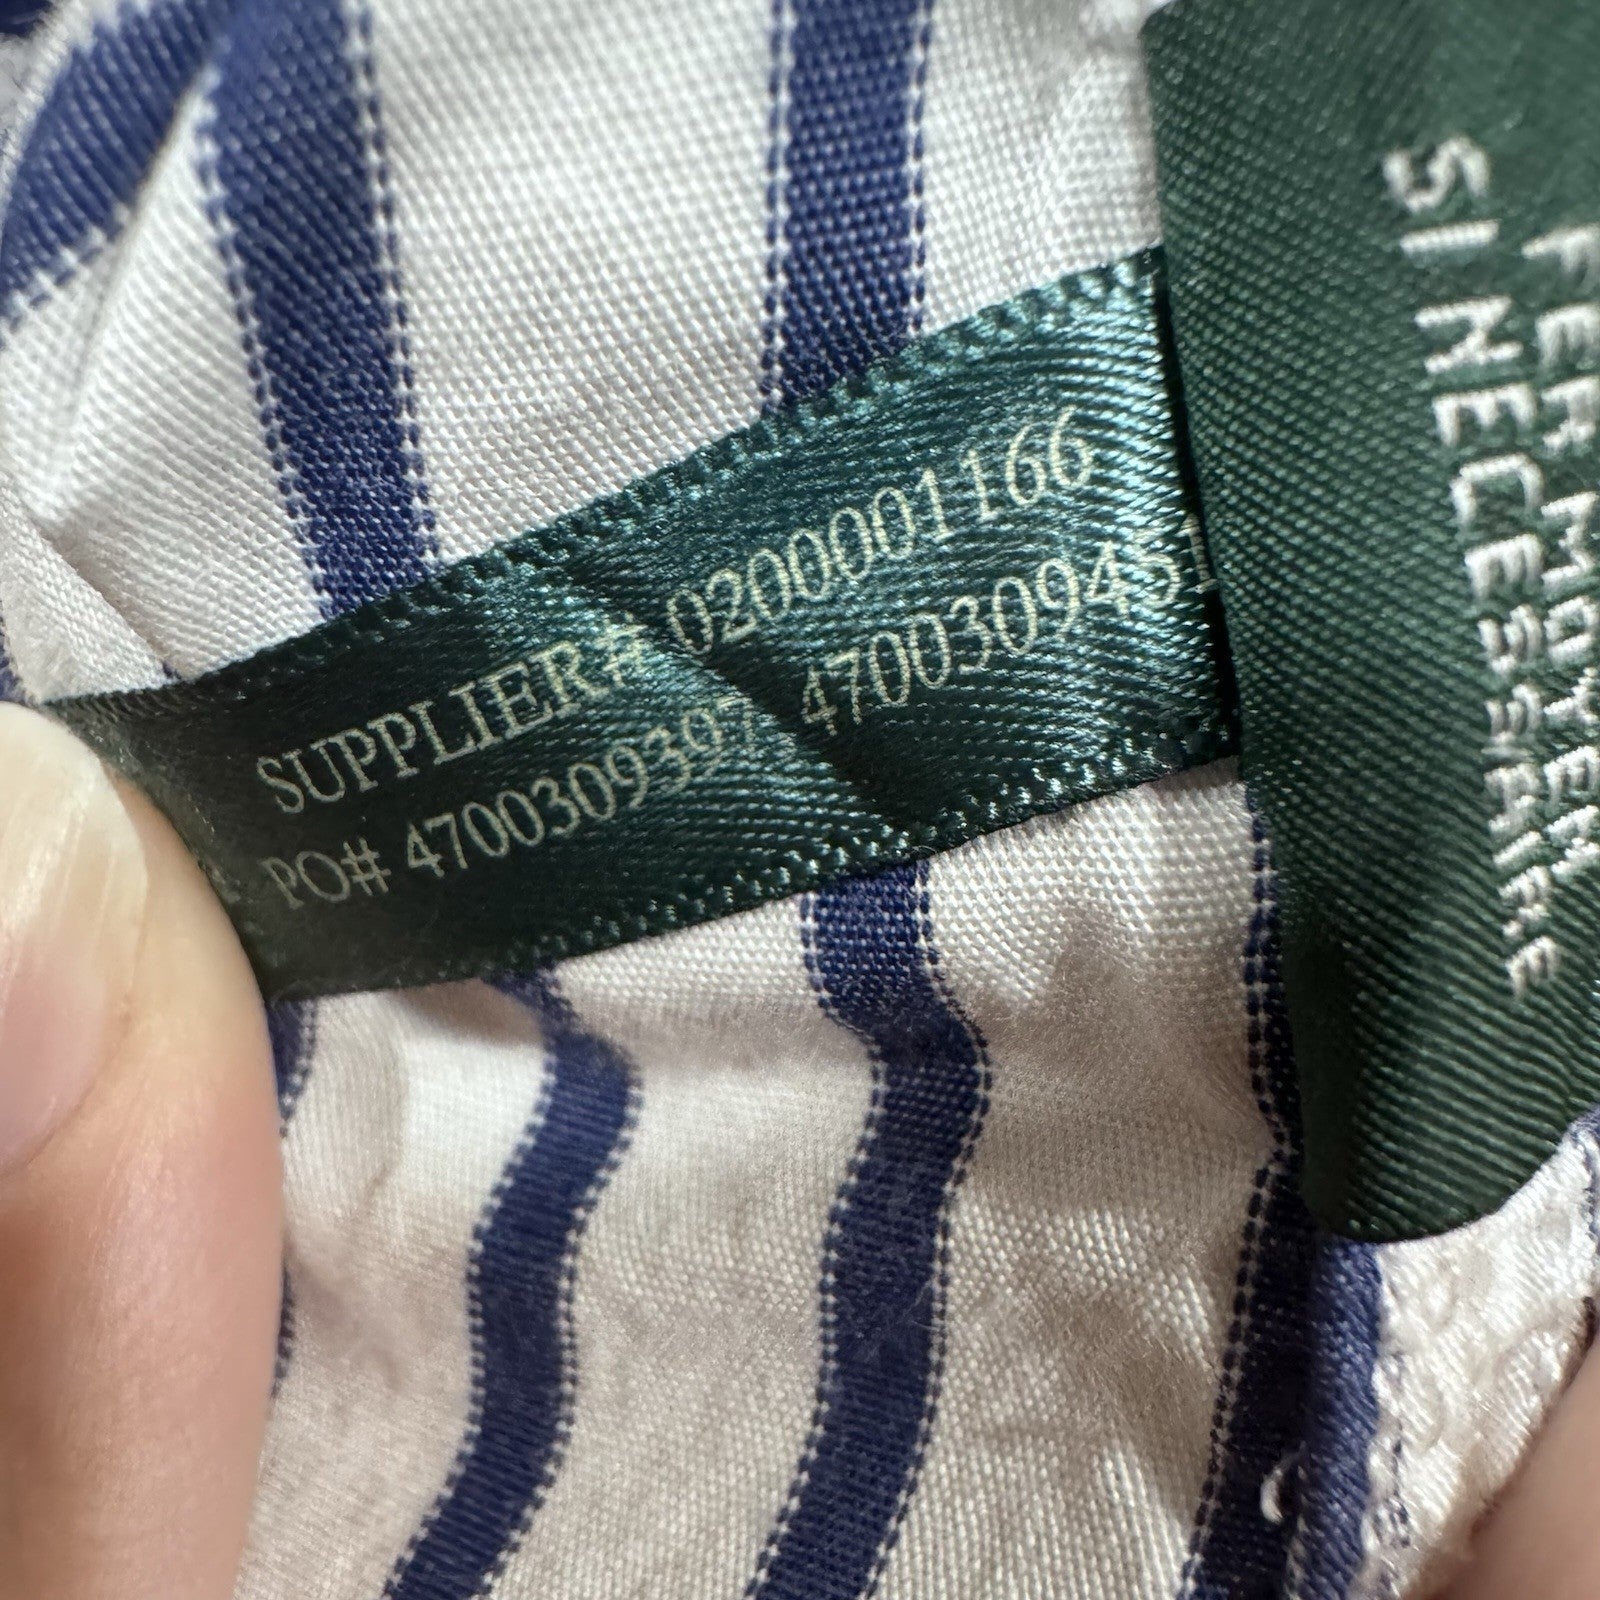 SUPPLIER# 0200001166
PO# 4700309397 4700309451
FER MOYEN
SI NECESSAIRE